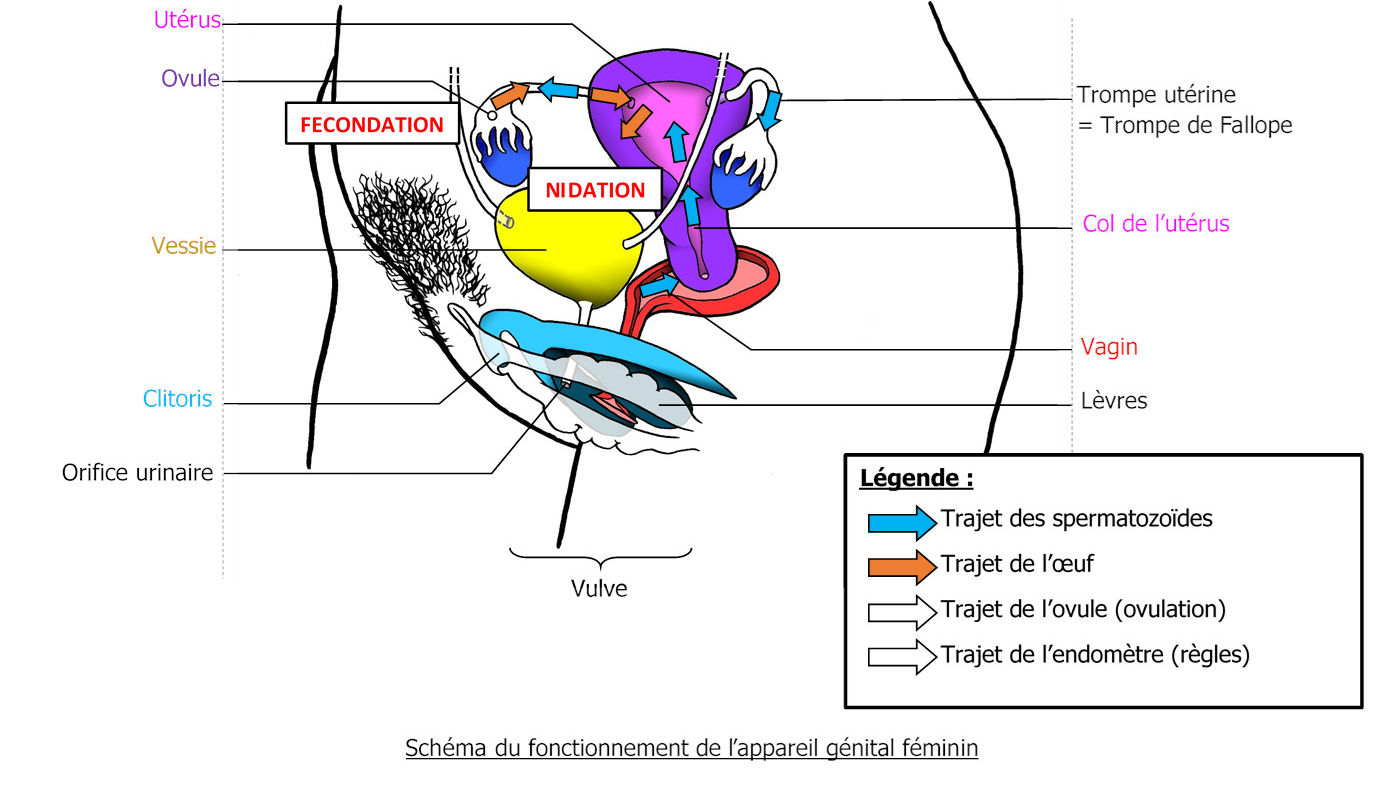 Utérus
Ovule
FECONDATION
NIDATION
Vessie
Clitoris
Orifice urinaire
Trompe utérine
= Trompe de Fallope
Col de l’utérus
Vagin
Lèvres
Vulve
Légende :
Trajet des spermatozoïdes
Trajet de l’œuf
Trajet de l’ovule (ovulation)
Trajet de l’endomètre (règles)
Schéma du fonctionnement de l’appareil génital féminin